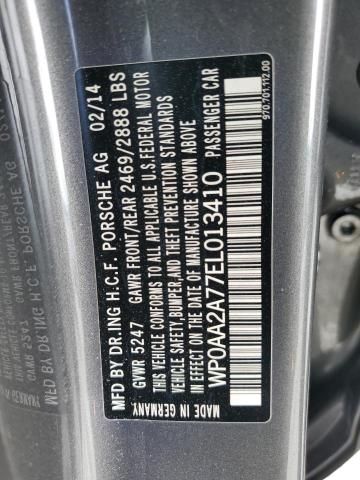 MFD BY DR.ING H.C.F. PORSCHE AG 02/14
GVWR 5247 GAWR FRONT/REAR 2469/2888 LBS
THIS VEHICLE CONFORMS TO ALL APPLICABLE U.S.FEDERAL MOTOR
VEHICLE SAFETY,BUMPER,AND THEFT PREVENTION STANDARDS
IN EFFECT ON THE DATE OF MANUFACTURE SHOWN ABOVE
WP0AA2A77EL013410 PASSENGER CAR
MADE IN GERMANY
970.701.112.00